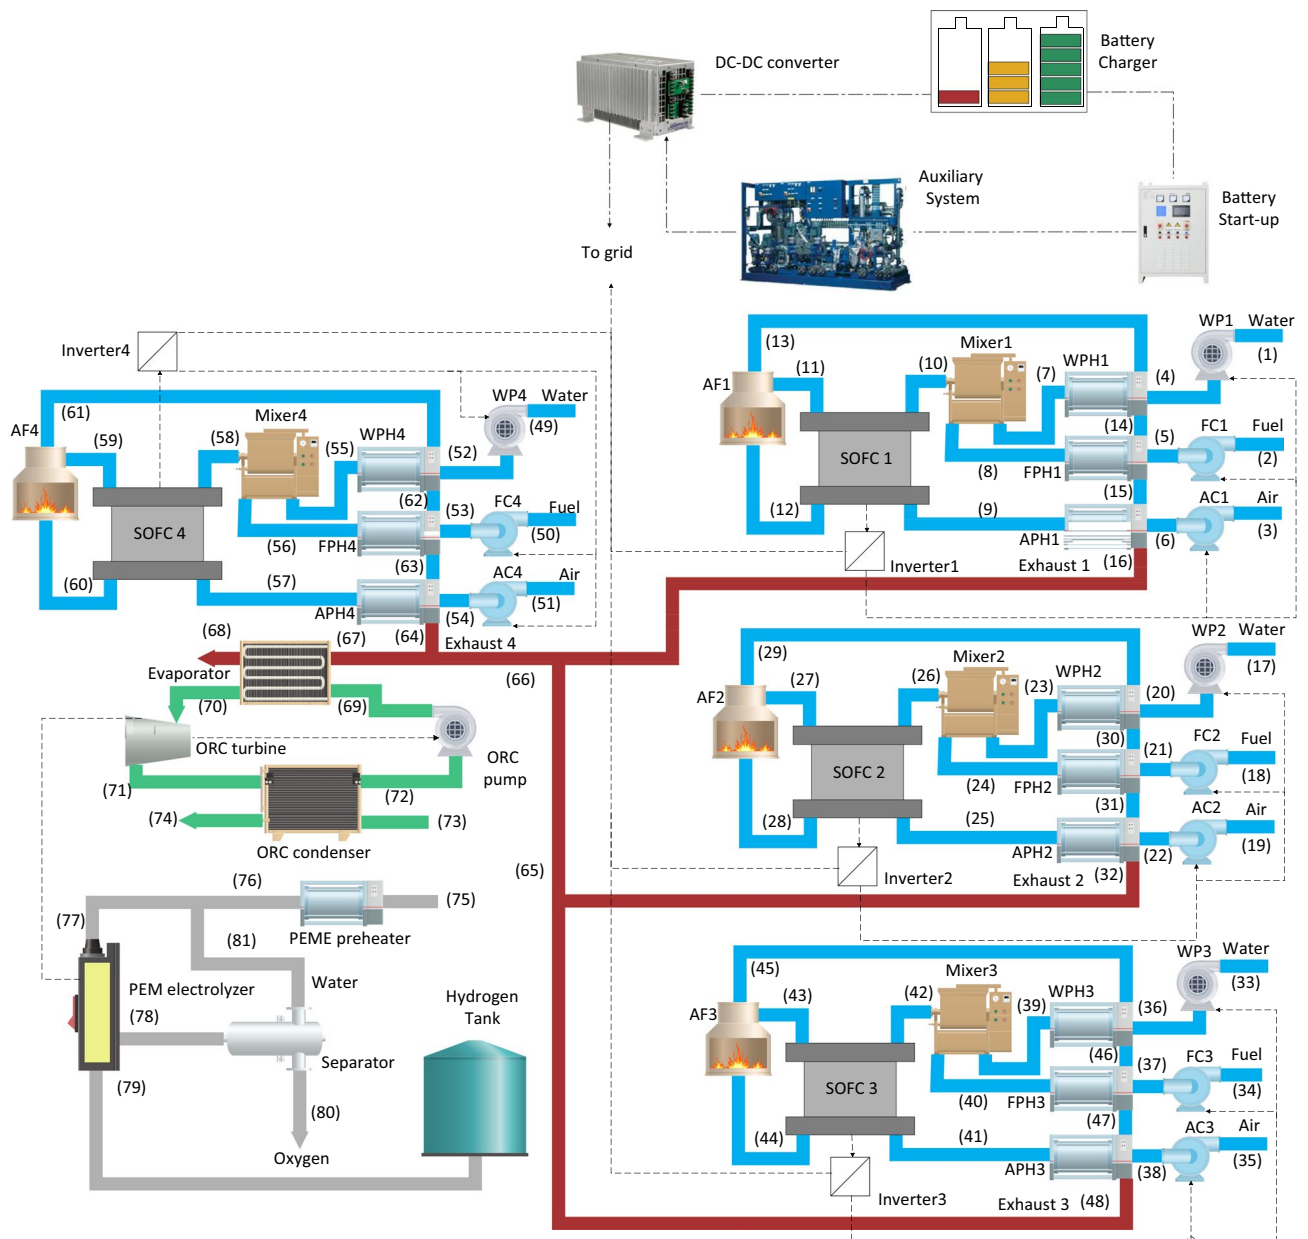 DC-DC converter
Battery
Charger
Auxiliary
System
Battery
Start-up
To grid
Inverter4
(61)
AF4
(59)
(58)
Mixer4
(55)
WPH4
WP4
Water
(49)
(52)
(62)
(53)
FC4
Fuel
(50)
SOFC 4
(56)
FPH4
(63)
AC4
Air
(51)
(60)
(57)
APH4
(54)
(64)
Exhaust 4
(13)
AF1
(11)
(10)
Mixer1
(7)
WPH1
(4)
WP1
Water
(1)
(14)
(5)
FC1
Fuel
(2)
SOFC 1
(8)
FPH1
(15)
AC1
Air
(3)
(12)
(9)
APH1
(6)
Inverter1
Exhaust 1
(16)
(68)
(67)
Evaporator
(66)
(70)
(69)
ORC turbine
ORC
pump
(71)
(72)
(74)
(73)
ORC condenser
(65)
(29)
AF2
(27)
(26)
Mixer2
(23)
WPH2
(20)
WP2
Water
(17)
(30)
(21)
FC2
Fuel
(18)
SOFC 2
(24)
FPH2
(31)
AC2
Air
(19)
(28)
(25)
APH2
(22)
Inverter2
Exhaust 2
(32)
(76)
(75)
(77)
PEME preheater
(81)
Water
PEM electrolyzer
(78)
Separator
(79)
(80)
Oxygen
Hydrogen
Tank
(45)
AF3
(43)
(42)
Mixer3
(39)
WPH3
(36)
WP3
Water
(33)
(46)
(37)
FC3
Fuel
(34)
SOFC 3
(40)
FPH3
(47)
AC3
Air
(35)
(44)
(41)
APH3
(38)
Inverter3
Exhaust 3
(48)